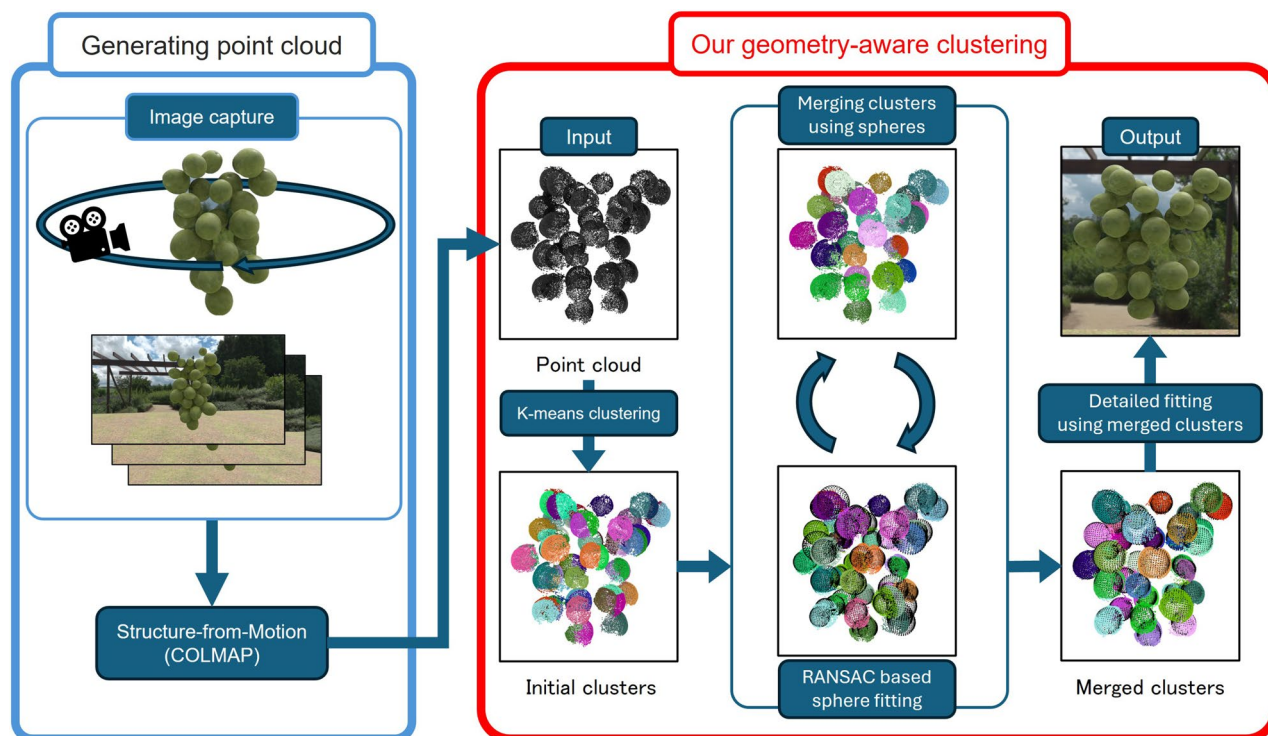 Generating point cloud
Image capture
Structure-from-Motion
(COLMAP)
Our geometry-aware clustering
Input
Point cloud
K-means clustering
Initial clusters
Merging clusters
using spheres
RANSAC based
sphere fitting
Output
Detailed fitting
using merged clusters
Merged clusters